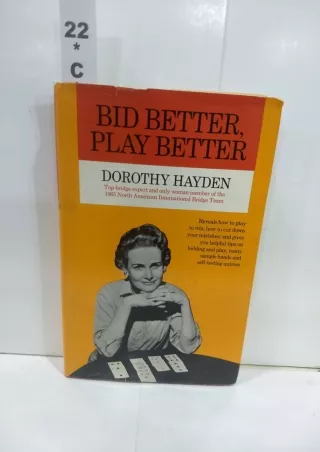 22
*
C
BID BETTER,
PLAY BETTER
DOROTHY HAYDEN
Top bridge expert and only woman member of the
1965 North American International Bridge Team
Reveals how to play
to win, how to cut down
your mistakes and gives
you helpful tips on
bidding and play, many
sample hands and
self-testing quizzes